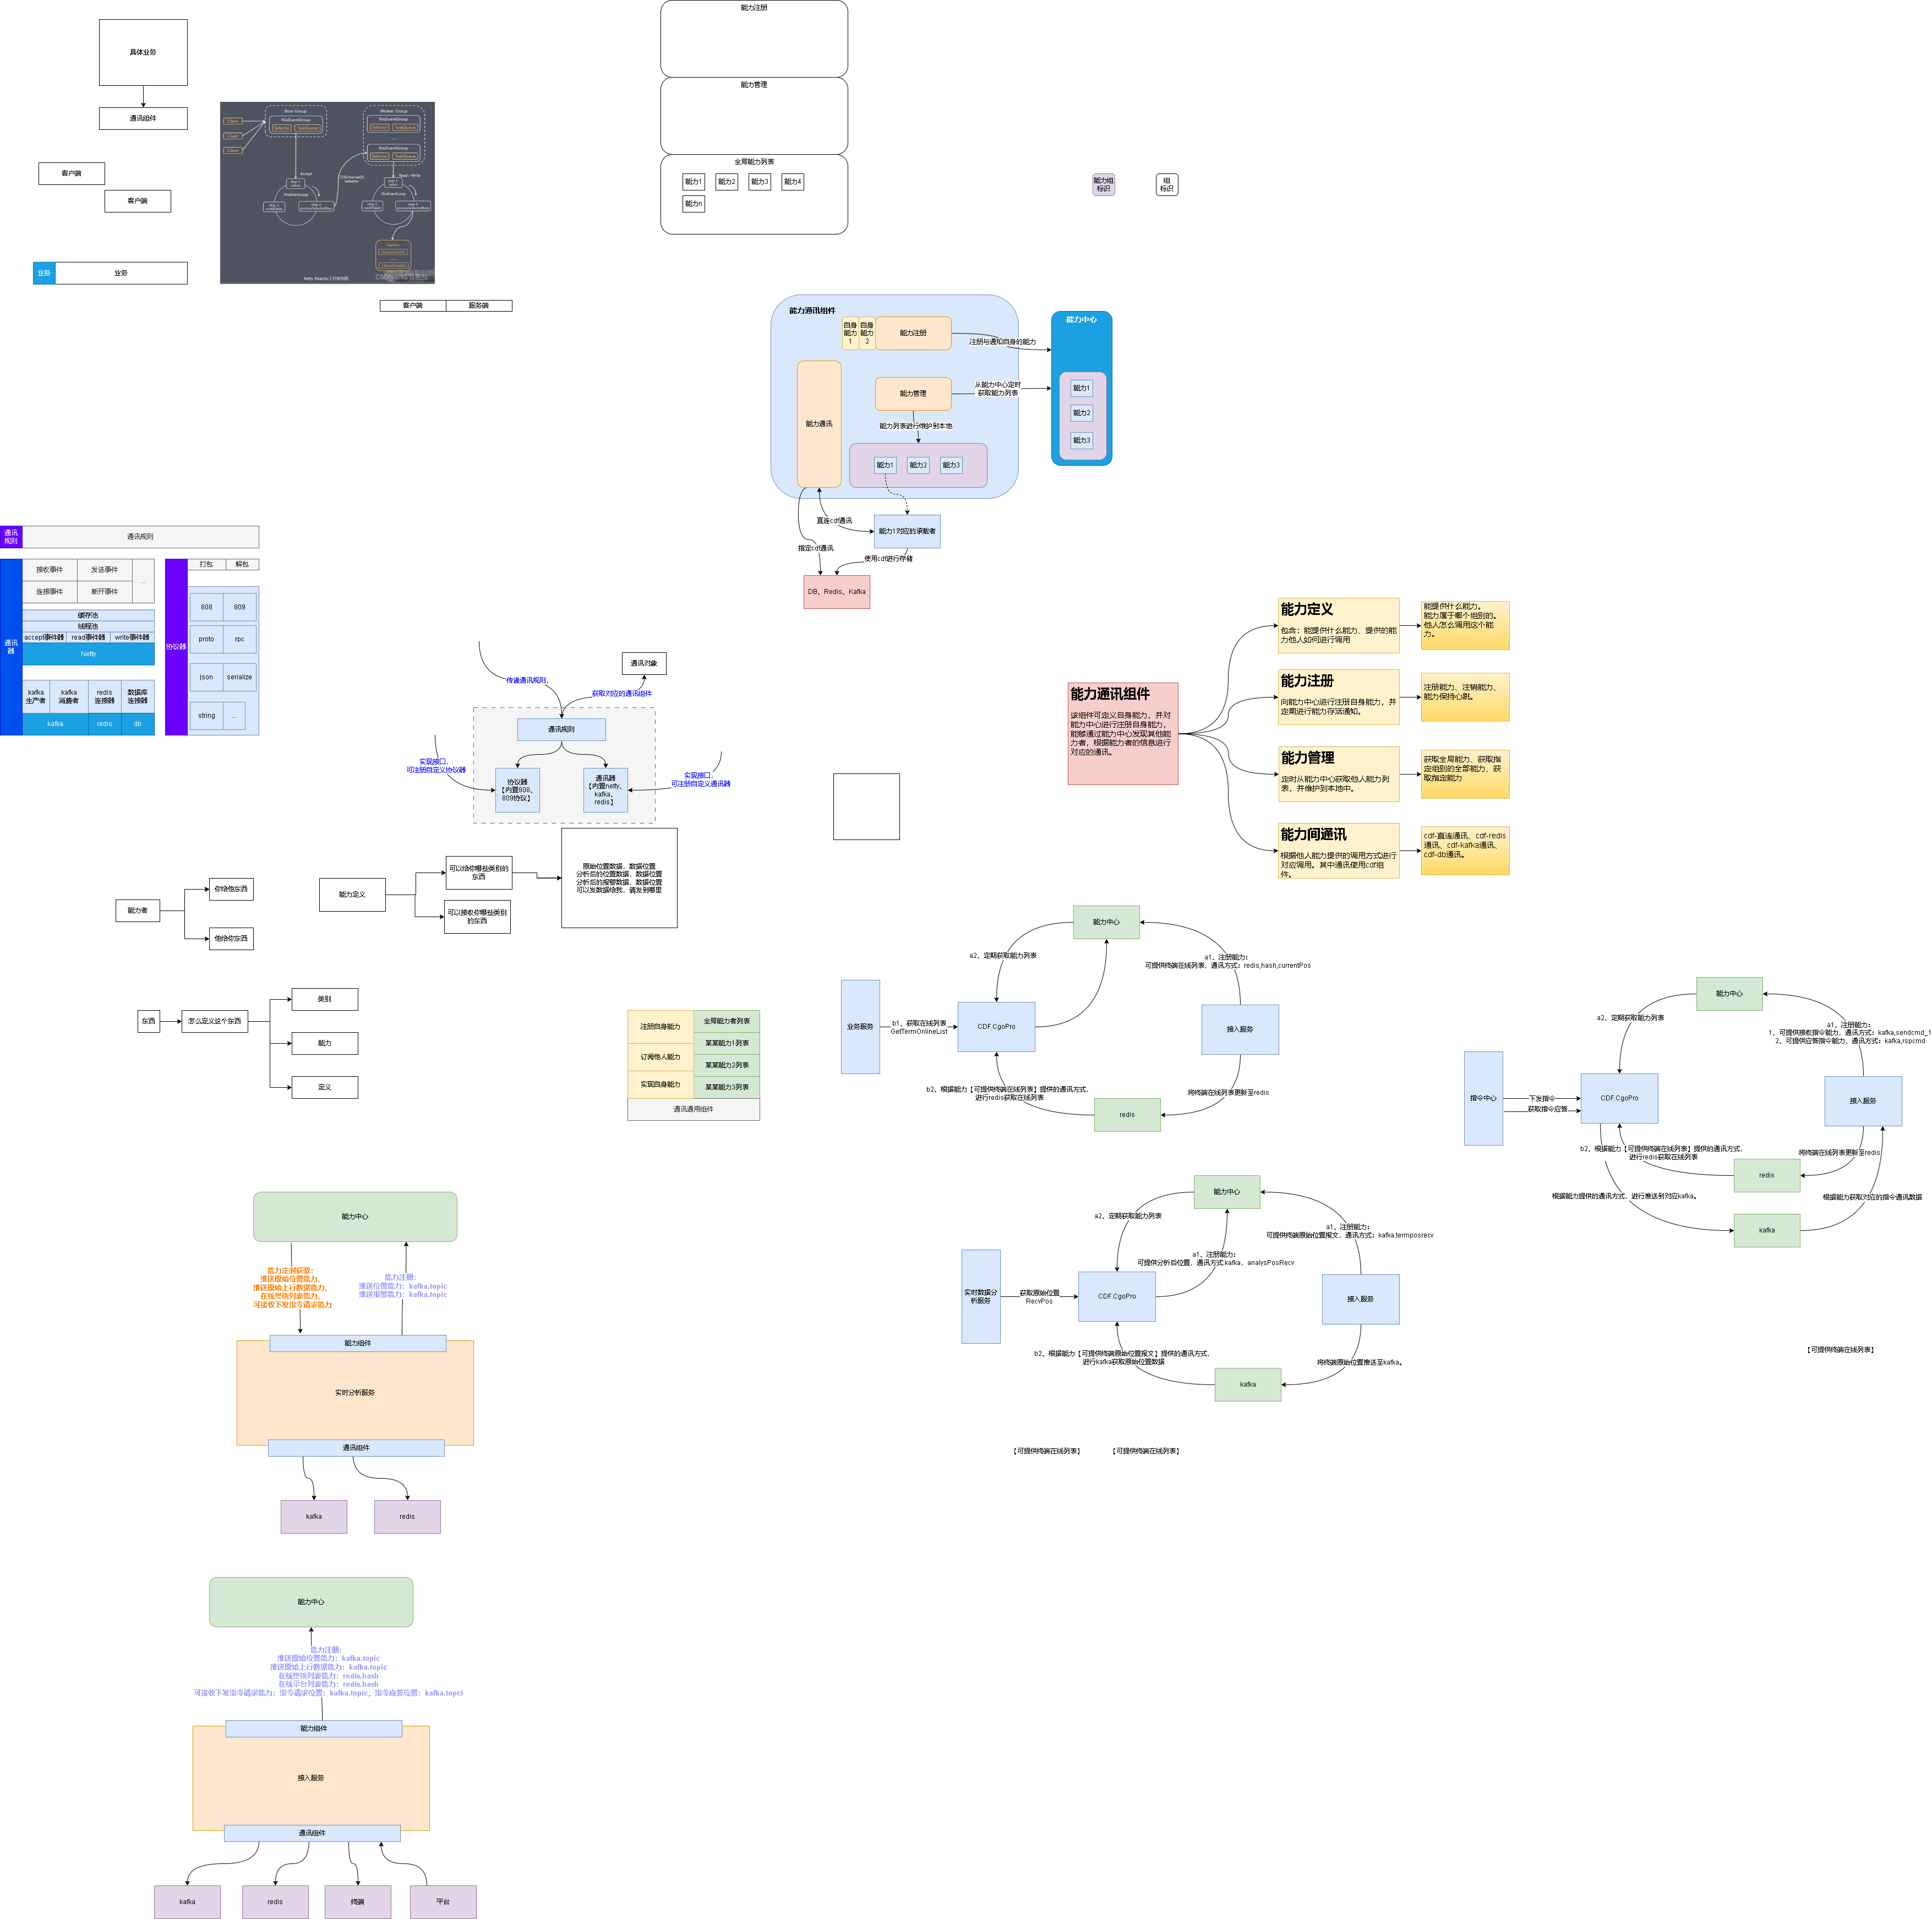 具体业务
通讯组件
客户端
客户端
业务
业务
Boss Group
NioEventGroup
Selector
TaskQueue
Client
Client
Client
Accept
NioEventLoop
Worker Group
NioEventGroup
Selector
TaskQueue
NioEventGroup
Selector
TaskQueue
Read / Write
NioEventLoop
Pipeline
客户端
服务端
能力注册
能力管理
全局能力列表
能力1
能力2
能力3
能力4
能力n
能力组
标识
组
标识
能力通讯组件
自身
能力
1
自身
能力
2
能力注册
注册与通知自身的能力
能力通讯
能力管理
从能力中心定时
获取能力列表
能力列表进行维护到本地
能力1
能力2
能力3
能力中心
能力1
能力2
能力3
直连cdf通讯
能力1对应的承载者
指定cdf通讯
使用cdf进行存储
DB、Redis、Kafka
通讯
规则
通讯规则
通讯
器
接收事件
发送事件
...
连接事件
断开事件
缓存池
线程池
accept事件器
read事件器
write事件器
Netty
kafka
生产者
kafka
消费者
redis
连接器
数据库
连接器
kafka
redis
db
协议器
打包
解包
808
809
proto
rpc
json
serialize
string
...
传递通讯规则，
通讯对象
获取对应的通讯组件
通讯规则
实现接口，
可注册自定义协议器
协议器
【内置808、
809协议】
通讯器
【内置netty、
kafka、
redis】
实现接口，
可注册自定义通讯器
能力通讯组件
该组件可定义自身能力，并对
能力中心进行注册自身能力，
能够通过能力中心发现其他能
力者，根据能力者的信息进行
对应的通讯。
能力定义
包含：能提供什么能力、提供的能
力他人如何进行调用
能提供什么能力。
能力属于哪个组别的。
他人怎么调用这个能
力。
能力注册
向能力中心进行注册自身能力，并
定期进行能力存活通知。
注册能力、注销能力、
能力保持心跳。
能力管理
定时从能力中心获取他人能力列
表，并维护到本地中。
获取全局能力、获取指
定组别的全部能力、获
取指定能力
能力间通讯
根据他人能力提供的调用方式进行
对应调用。其中通讯使用cdf组
件。
cdf-直连通讯、cdf-redis
通讯、cdf-kafka通讯、
cdf-db通讯。
能力者
你给他东西
他给你东西
能力定义
可以给你哪些类别的
东西
可以接收你哪些类别
的东西
原始位置数据，数据位置
分析后的位置数据，数据位置
分析后的报警数据，数据位置
可以发数据给我，请发到哪里
东西
怎么定义这个东西
类别
能力
定义
注册自身能力
订阅他人能力
实现自身能力
全局能力者列表
某某能力1列表
某某能力2列表
某某能力3列表
通讯通用组件
能力中心
a2、定期获取能力列表
a1、注册能力：
可提供终端在线列表，通讯方式：redis,hash,currentPos
业务服务
b1、获取在线列表
GetTermOnlineList
CDF.CgoPro
接入服务
b2、根据能力【可提供终端在线列表】提供的通讯方式，
进行redis获取在线列表
将终端在线列表更新至redis
redis
能力中心
a2、定期获取能力列表
a1、注册能力：
1、可提供接收指令能力，通讯方式：kafka,sendcmd_1
2、可提供应答指令能力，通讯方式：kafka,rspcmd
指令中心
下发指令
获取指令应答
CDF.CgoPro
接入服务
b2、根据能力【可提供终端在线列表】提供的通讯方式，
进行redis获取在线列表
将终端在线列表更新至redis
redis
根据能力提供的通讯方式，进行推送到对应kafka。
根据能力获取对应的指令通讯数据
kafka
能力中心
a2、定期获取能力列表
a1、注册能力：
可提供终端原始位置报文，通讯方式：kafka.termposrecv
a1、注册能力：
可提供分析后位置，通讯方式:kafka，analysPosRecv
实时数据分
析服务
获取原始位置
RecvPos
CDF.CgoPro
接入服务
b2、根据能力【可提供终端原始位置报文】提供的通讯方式，
进行kafka获取原始位置数据
将终端原始位置推送至kafka。
kafka
【可提供终端在线列表】
【可提供终端在线列表】
【可提供终端在线列表】
能力中心
能力定时获取：
推送原始位置能力，
推送原始上行数据能力，
在线终端列表能力，
可接收下发指令请求能力
能力注册：
推送位置能力：kafka.topic
推送报警能力：kafka.topic
能力组件
实时分析服务
通讯组件
kafka
redis
能力中心
能力注册：
推送原始位置能力：kafka.topic
推送原始上行数据能力：kafka.topic
在线终端列表能力：redis.hash
在线平台列表能力：redis.hash
可接收下发指令请求能力：指令请求位置：kafka.topic，指令应答位置：kafka.topci
能力组件
接入服务
通讯组件
kafka
redis
终端
平台